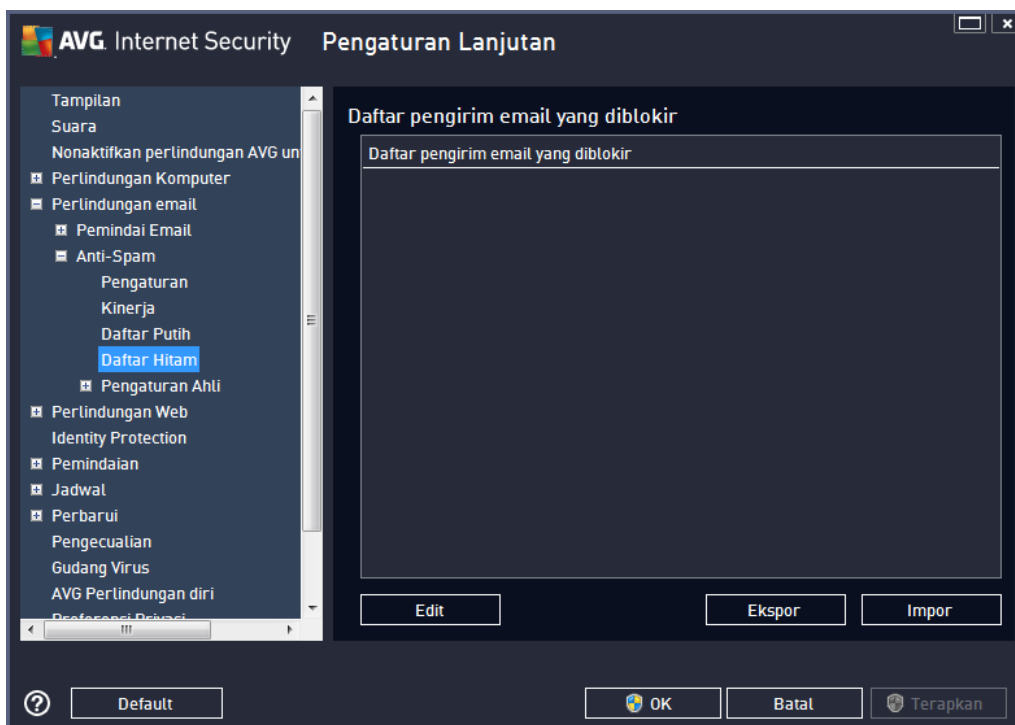 AVG. Internet Security Pengaturan Lanjutan
Tampilan
Suara
Nonaktifkan perlindungan AVG un
Perlindungan Komputer
Perlindungan email
Pemindai Email
Anti-Spam
Pengaturan
Kinerja
Daftar Putih
Daftar Hitam
Pengaturan Ahli
Perlindungan Web
Identity Protection
Pemindaian
Jadwal
Perbarui
Pengecualian
Gudang Virus
AVG Perlindungan diri
Preferensi Privasi
Daftar pengirim email yang diblokir
Daftar pengirim email yang diblokir
Edit
Ekspor
Impor
Default
OK
Batal
Terapkan